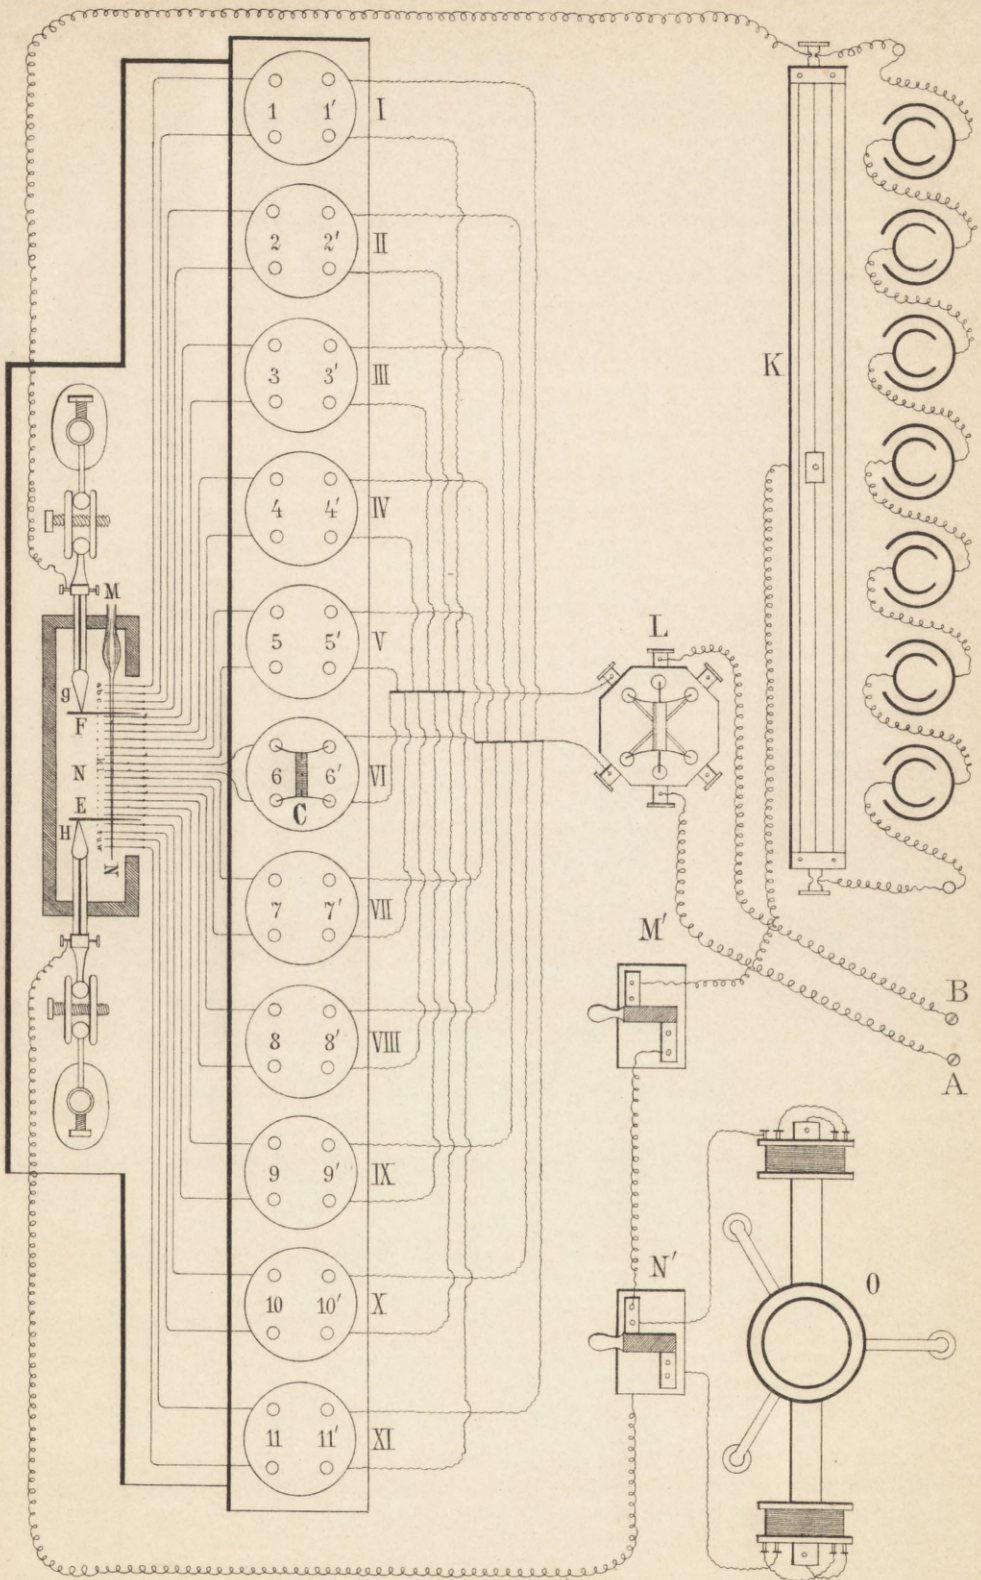 1 1' I
2 2' II
3 3' III
4 4' IV
K
5 5' V
M
L
g
a b c
F
N
6 6' VI
C
E
H
u w
N
7 7' VII
M'
B
A
8 8' VIII
9 9' IX
N'
O
10 10' X
11 11' XI